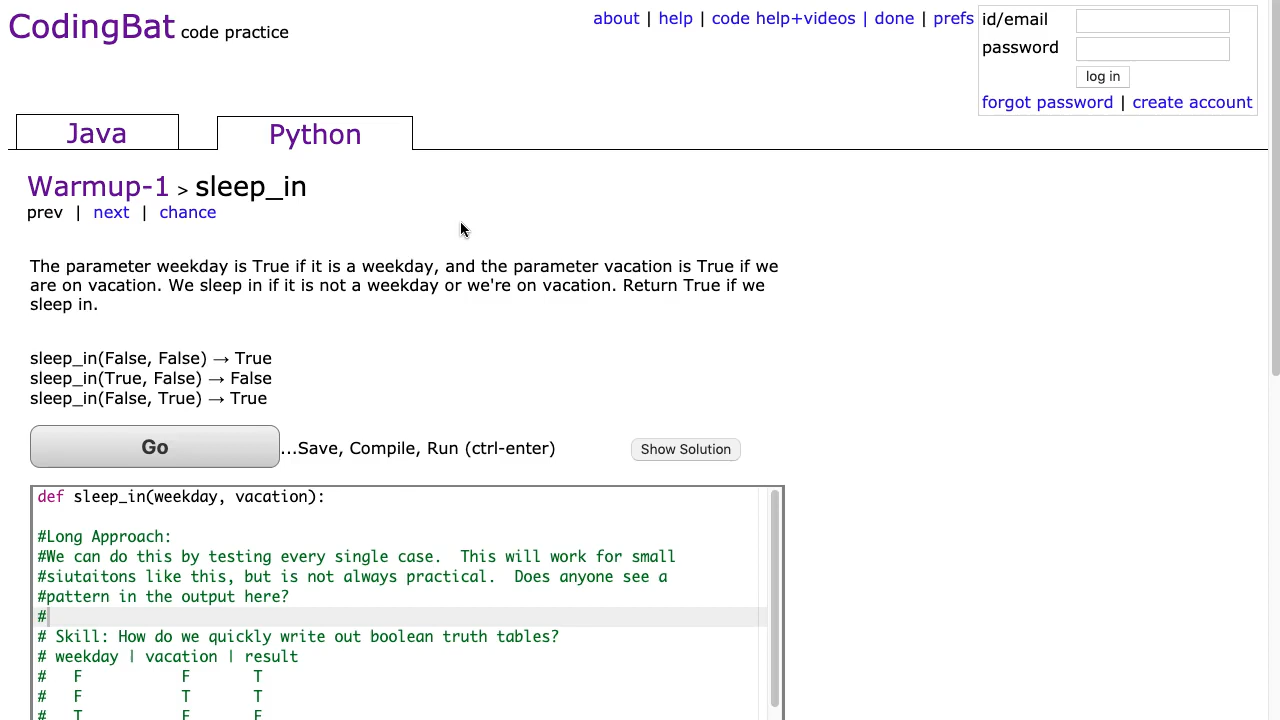 CodingBat code practice
about | help | code help+videos | done | prefs
id/email
password
log in
forgot password | create account
Java
Python
Warmup-1 > sleep_in
prev | next | chance
The parameter weekday is True if it is a weekday, and the parameter vacation is True if we
are on vacation. We sleep in if it is not a weekday or we're on vacation. Return True if we
sleep in.
sleep_in(False, False) → True
sleep_in(True, False) → False
sleep_in(False, True) → True
Go
...Save, Compile, Run (ctrl-enter)
Show Solution
def sleep_in(weekday, vacation):
#Long Approach:
#We can do this by testing every single case.  This will work for small
#siutaitons like this, but is not always practical.  Does anyone see a
#pattern in the output here?
#
# Skill: How do we quickly write out boolean truth tables?
# weekday | vacation | result
#   F           F       T
#   F           T       T
#   T           F       F